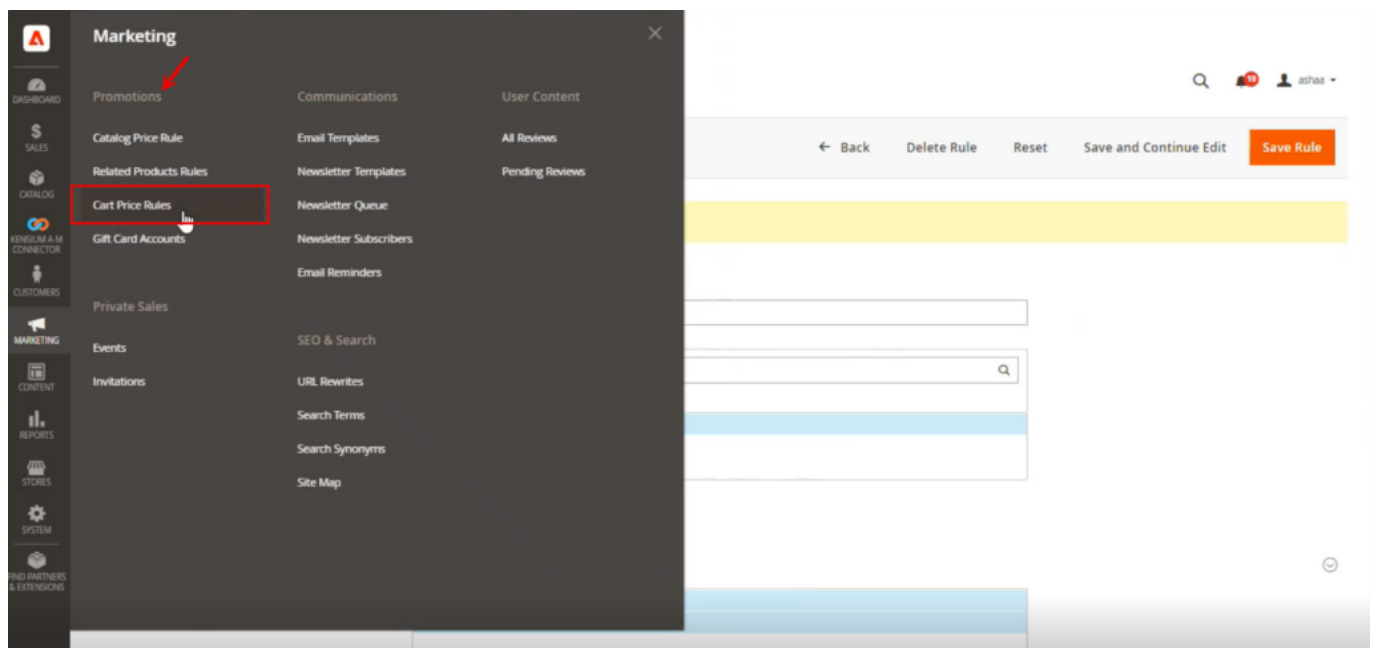 DASHBOARD
SALES
CATALOG
KENSIUM A-M
CONNECTOR
CUSTOMERS
MARKETING
CONTENT
REPORTS
STORES
SYSTEM
FIND PARTNERS
& EXTENSIONS
Marketing
Promotions
Catalog Price Rule
Related Products Rules
Cart Price Rules
Gift Card Accounts
Private Sales
Events
Invitations
Communications
Email Templates
Newsletter Templates
Newsletter Queue
Newsletter Subscribers
Email Reminders
SEO & Search
URL Rewrites
Search Terms
Search Synonyms
Site Map
User Content
All Reviews
Pending Reviews
19 ashaa
Back Delete Rule Reset Save and Continue Edit Save Rule